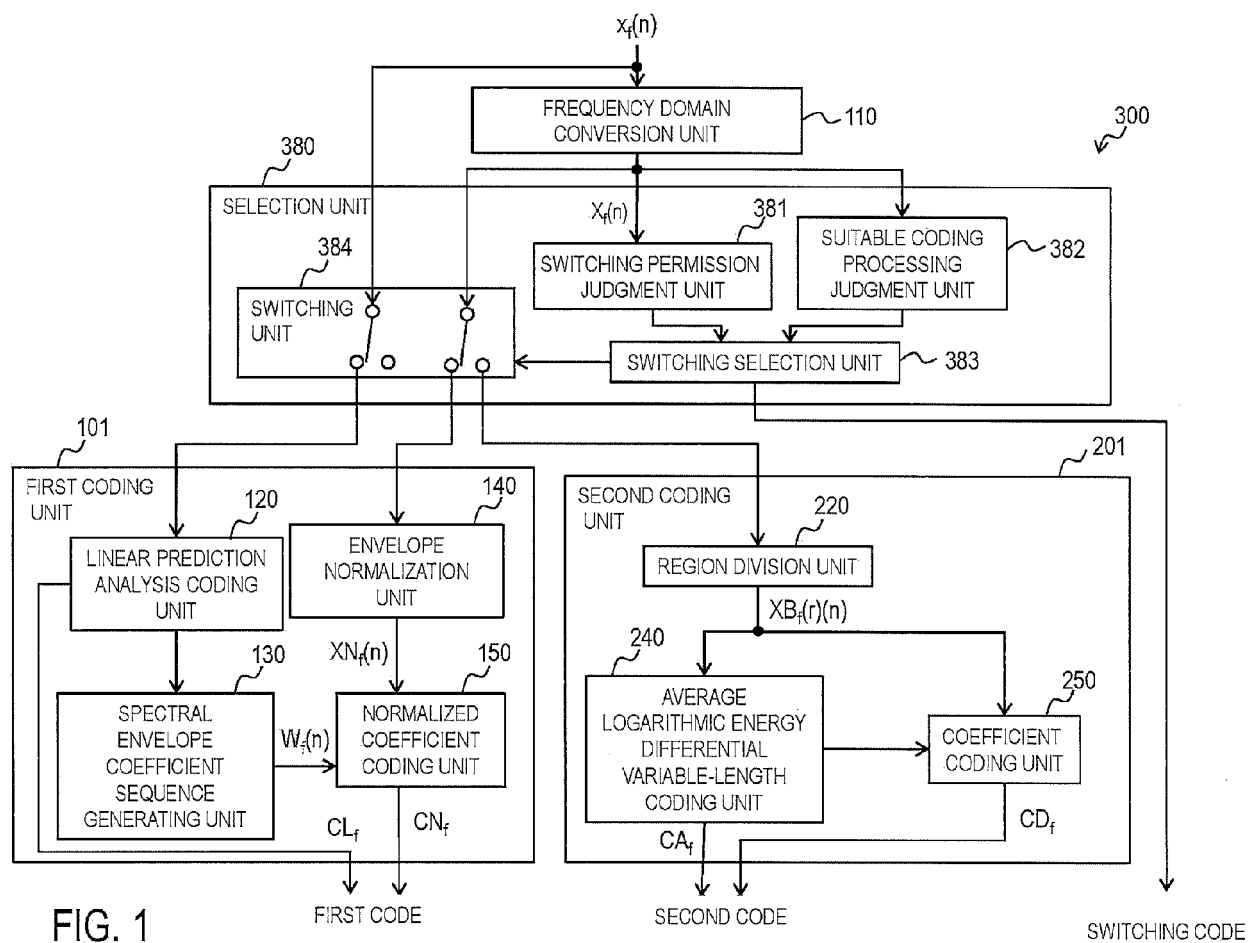 x_f(n)
FREQUENCY DOMAIN
CONVERSION UNIT
110
300
380
SELECTION UNIT
X_f(n)
381
SWITCHING PERMISSION
JUDGMENT UNIT
SUITABLE CODING
PROCESSING
JUDGMENT UNIT
382
384
SWITCHING
UNIT
SWITCHING SELECTION UNIT
383
101
FIRST CODING
UNIT
120
LINEAR PREDICTION
ANALYSIS CODING
UNIT
140
ENVELOPE
NORMALIZATION
UNIT
XN_f(n)
130
SPECTRAL
ENVELOPE
COEFFICIENT
SEQUENCE
GENERATING UNIT
W_f(n)
150
NORMALIZED
COEFFICIENT
CODING UNIT
CL_f
CN_f
FIRST CODE
201
SECOND CODING
UNIT
220
REGION DIVISION UNIT
XB_f(r)(n)
240
AVERAGE
LOGARITHMIC ENERGY
DIFFERENTIAL
VARIABLE-LENGTH
CODING UNIT
250
COEFFICIENT
CODING UNIT
CA_f
CD_f
SECOND CODE
SWITCHING CODE
FIG. 1